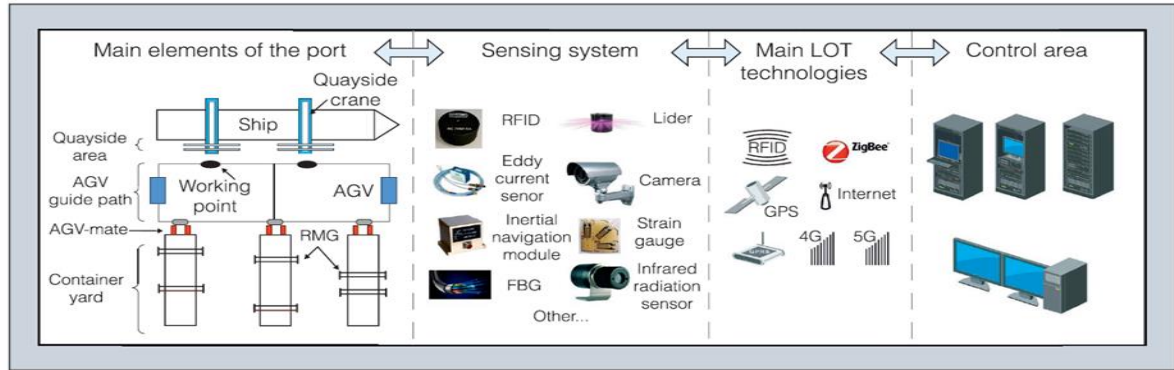 Main elements of the port
Sensing system
Main LOT
technologies
Control area
Quayside
crane
Ship
Quayside
area
AGV
guide path
Working
point
AGV
AGV-mate
RMG
Container
yard
RFID
Lider
Eddy
current
senor
Camera
Inertial
navigation
module
Strain
gauge
FBG
Infrared
radiation
sensor
Other...
RFID
ZigBee
GPS
Internet
4G
5G